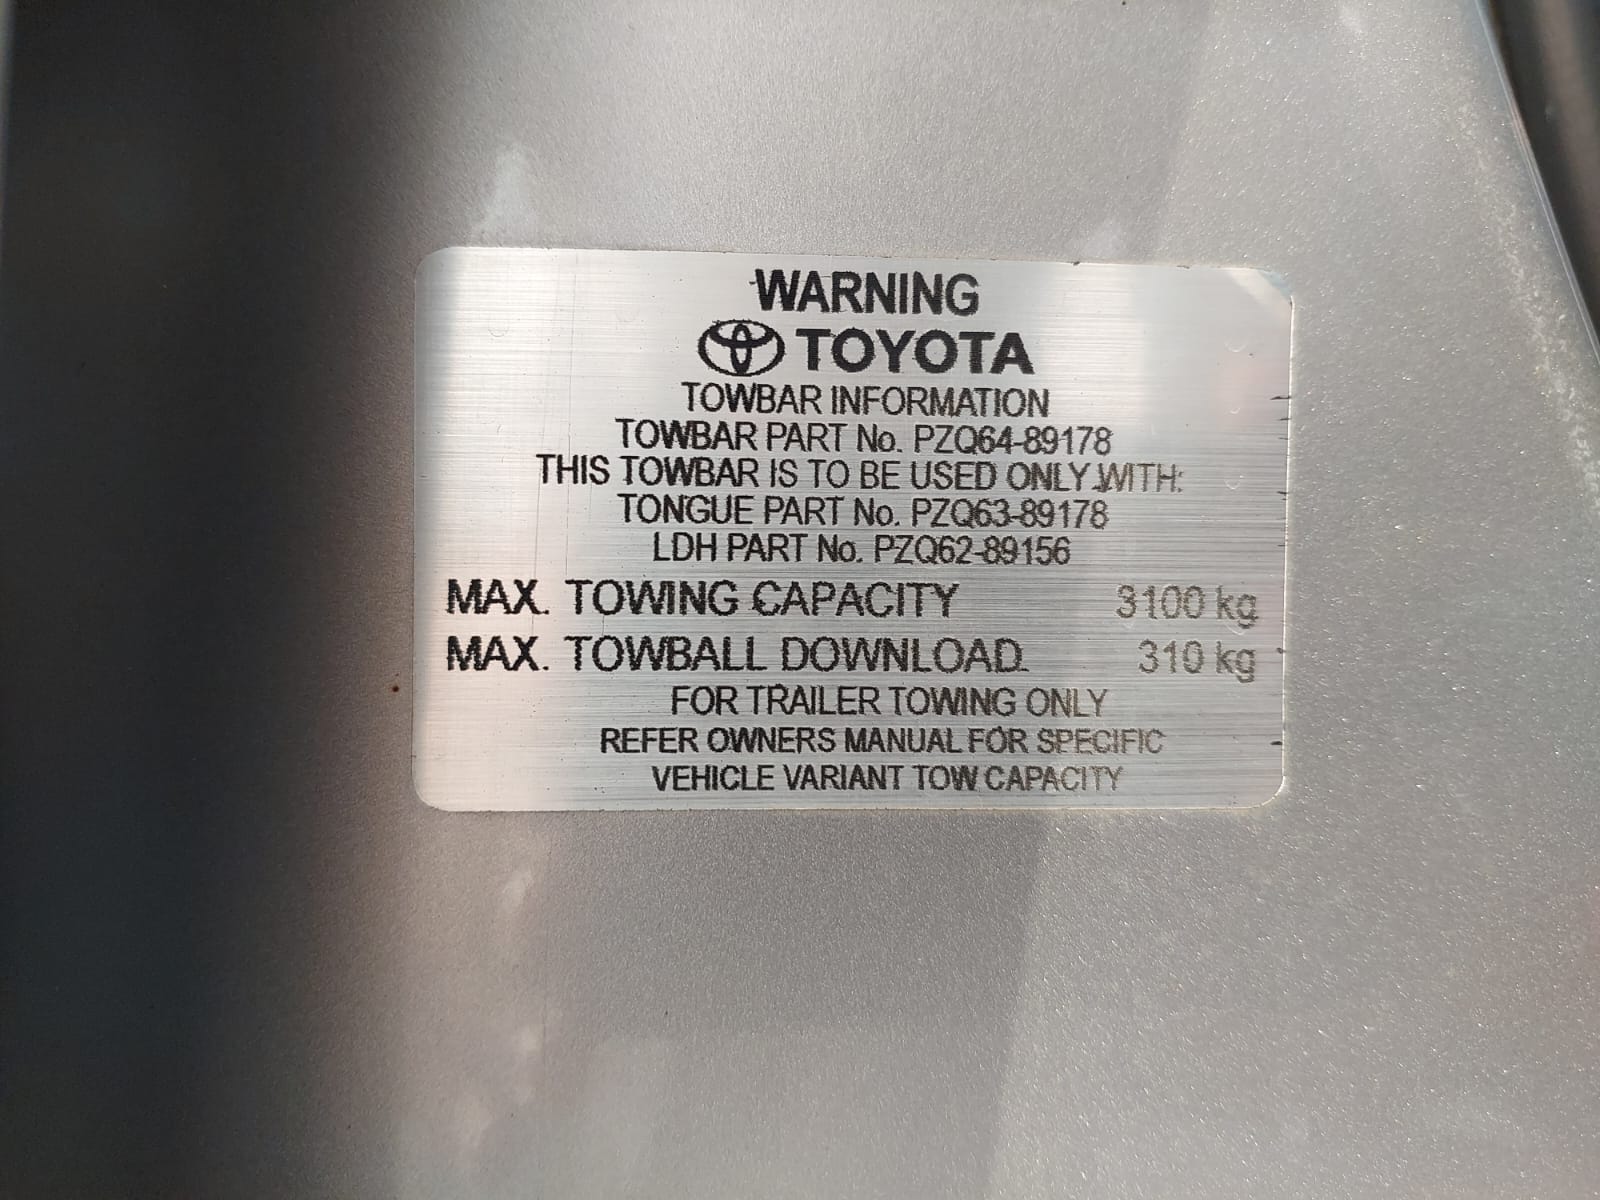 WARNING
TOYOTA
TOWBAR INFORMATION
TOWBAR PART No. PZQ64-89178
THIS TOWBAR IS TO BE USED ONLY WITH:
TONGUE PART No. PZQ63-89178
LDH PART No. PZQ62-89156
MAX. TOWING CAPACITY 3100 kg
MAX. TOWBALL DOWNLOAD 310 kg
FOR TRAILER TOWING ONLY
REFER OWNERS MANUAL FOR SPECIFIC
VEHICLE VARIANT TOW CAPACITY